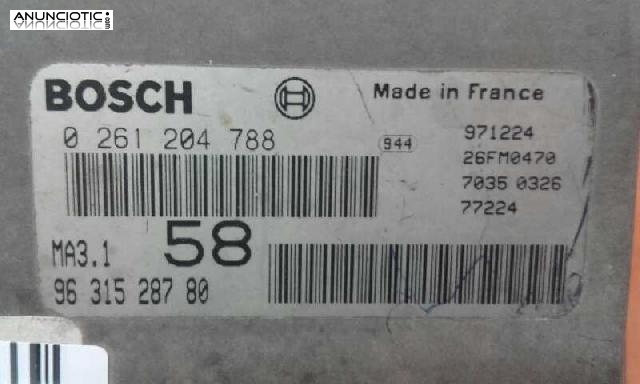 ANUNCIOTIC
.com
BOSCH
Made in France
0 261 204 788
944
971224
26FM0470
7035 0326
77224
58
MA3.1
96 315 287 80